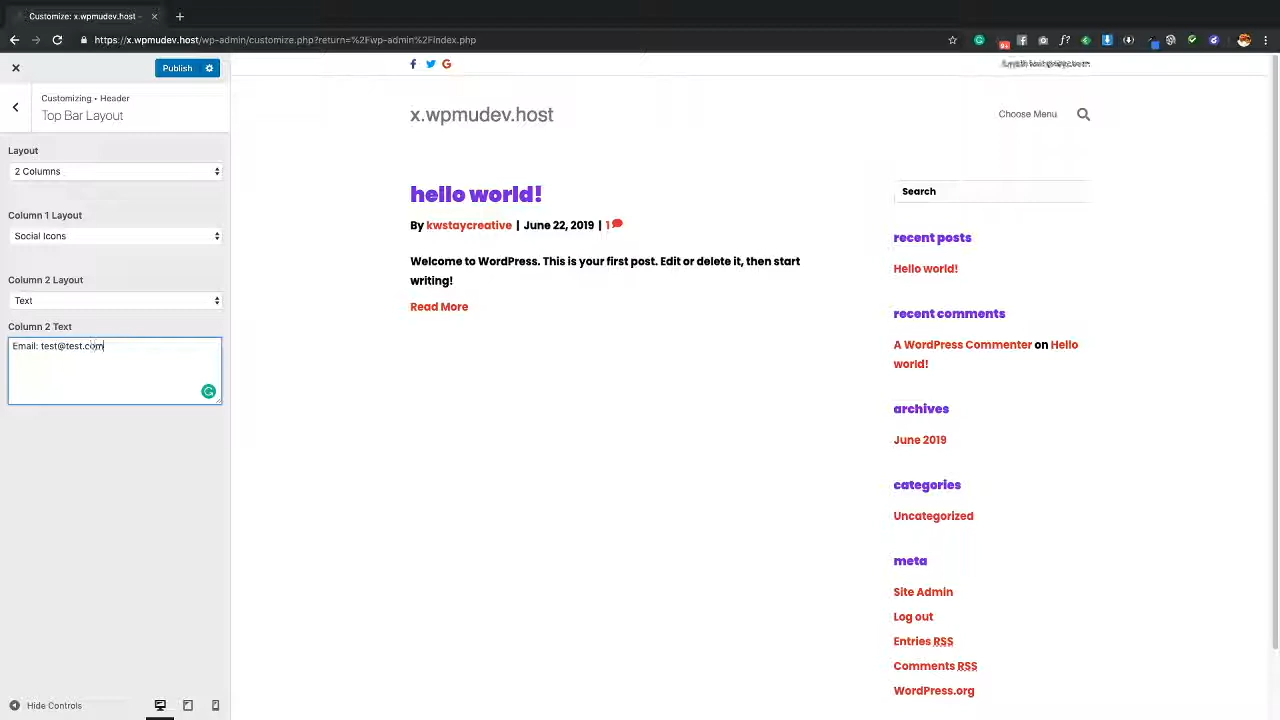 Customize: x.wpmudev.host -
https://x.wpmudev.host/wp-admin/customize.php?return=%2Fwp-admin%2Findex.php
Publish
Customizing • Header
Top Bar Layout
Layout
2 Columns
Column 1 Layout
Social Icons
Column 2 Layout
Text
Column 2 Text
Email: test@test.com
Hide Controls
x.wpmudev.host
Choose Menu
hello world!
By kwstaycreative | June 22, 2019 | 1
Welcome to WordPress. This is your first post. Edit or delete it, then start
writing!
Read More
Search
recent posts
Hello world!
recent comments
A WordPress Commenter on Hello
world!
archives
June 2019
categories
Uncategorized
meta
Site Admin
Log out
Entries RSS
Comments RSS
WordPress.org